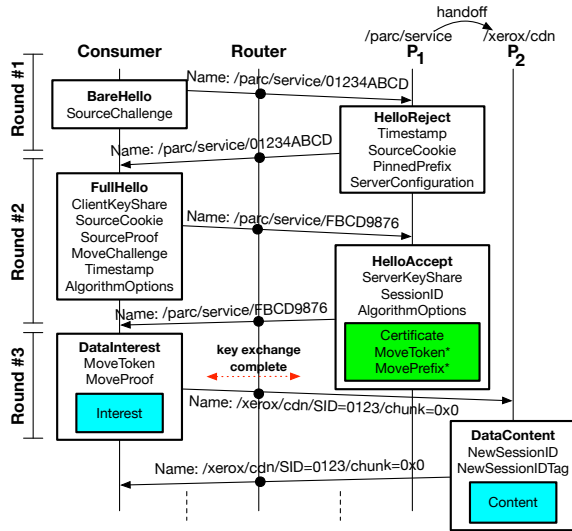 handoff
/parc/service
/xerox/cdn
Consumer
Router
P1
P2
Round #1
Name: /parc/service/01234ABCD
BareHello
SourceChallenge
HelloReject
Timestamp
SourceCookie
PinnedPrefix
ServerConfiguration
Name: /parc/service/01234ABCD
Round #2
FullHello
ClientKeyShare
SourceCookie
SourceProof
MoveChallenge
Timestamp
AlgorithmOptions
Name: /parc/service/FBCD9876
HelloAccept
ServerKeyShare
SessionID
AlgorithmOptions
Certificate
MoveToken*
MovePrefix*
Name: /parc/service/FBCD9876
Round #3
DataInterest
MoveToken
MoveProof
Interest
key exchange
complete
Name: /xerox/cdn/SID=0123/chunk=0x0
DataContent
NewSessionID
NewSessionIDTag
Content
Name: /xerox/cdn/SID=0123/chunk=0x0